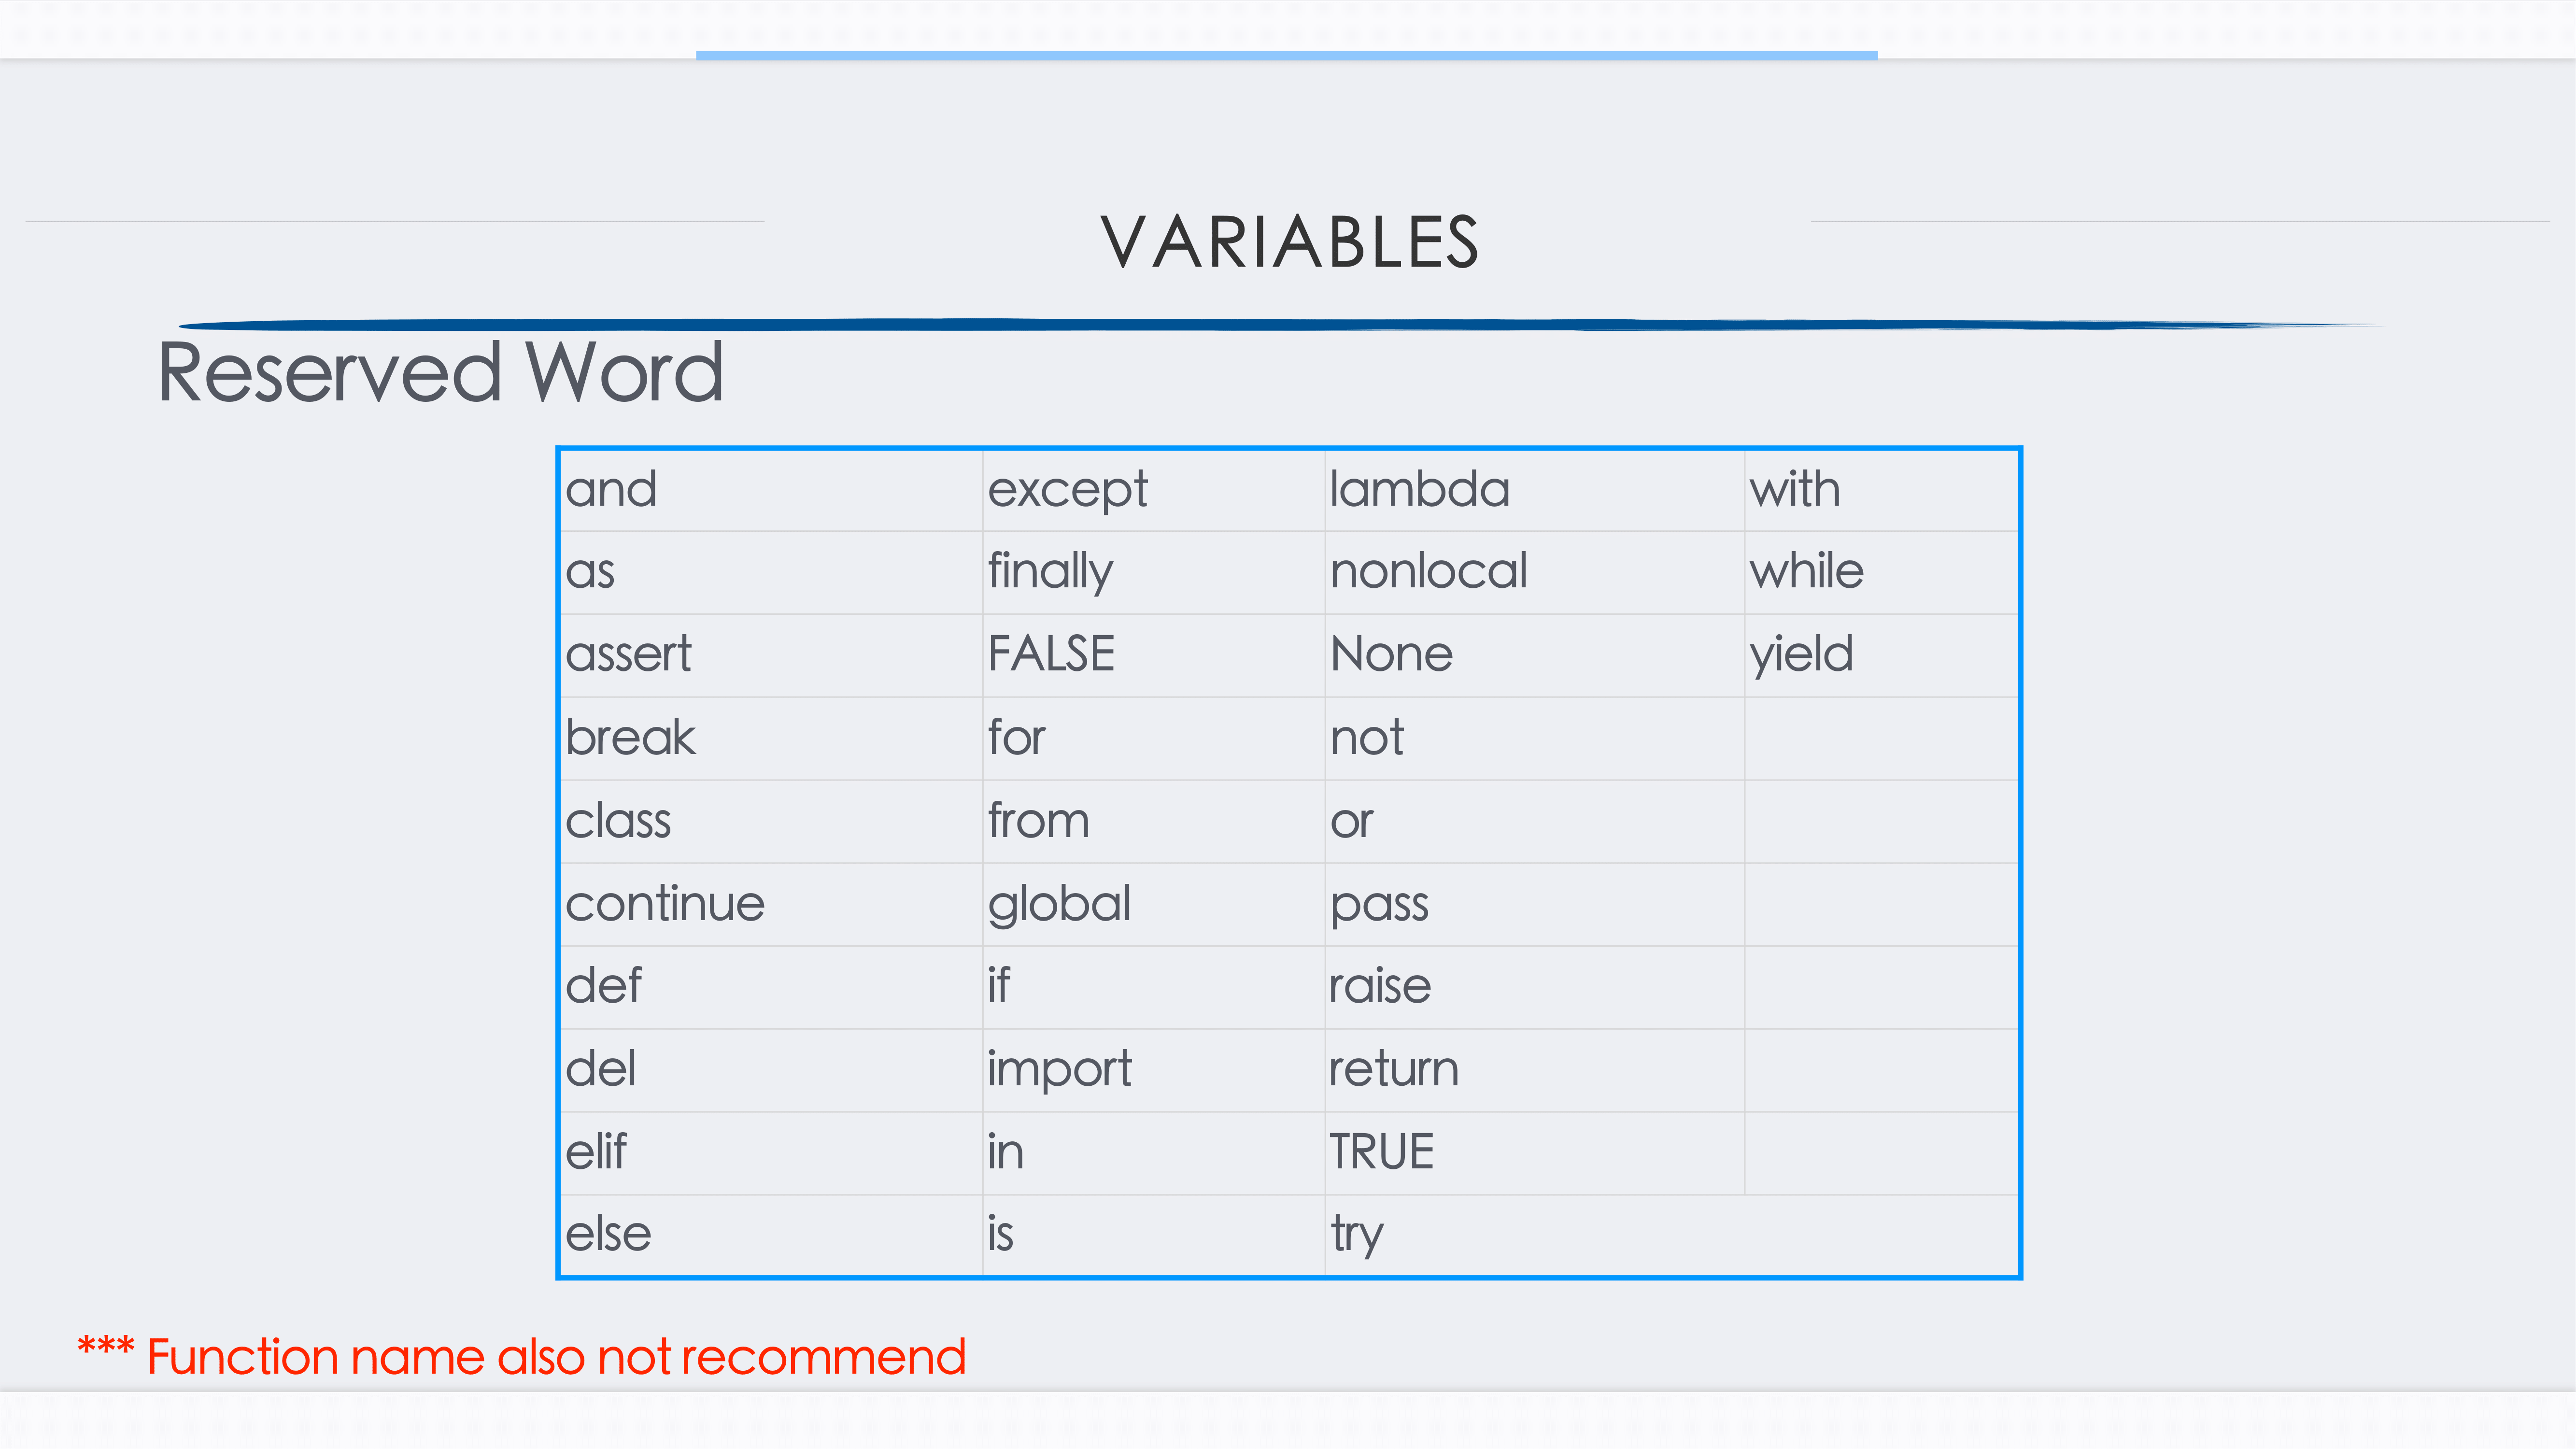 VARIABLES
Reserved Word
and except lambda with
as finally nonlocal while
assert FALSE None yield
break for not
class from or
continue global pass
def if raise
del import return
elif in TRUE
else is try
*** Function name also not recommend